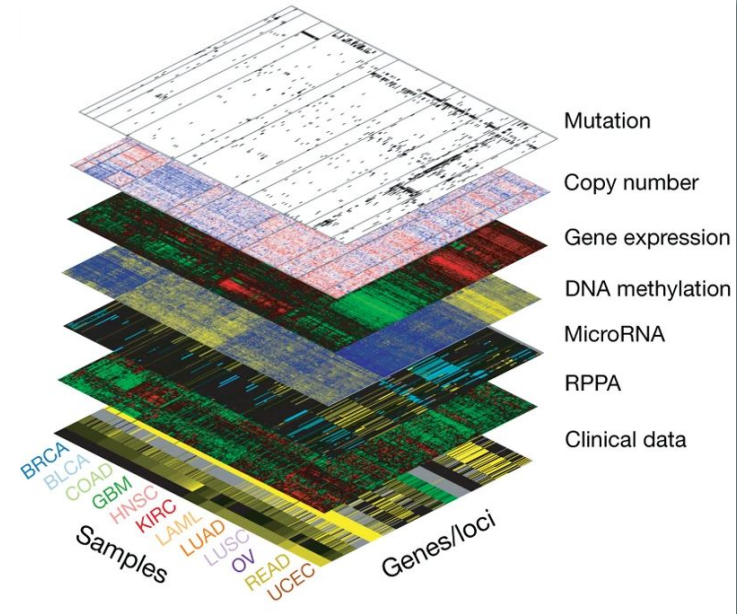 Mutation
Copy number
Gene expression
DNA methylation
MicroRNA
RPPA
Clinical data
BRCA
BLCA
COAD
GBM
HNSC
KIRC
LAML
LUAD
LUSC
OV
READ
UCEC
Samples
Genes/loci